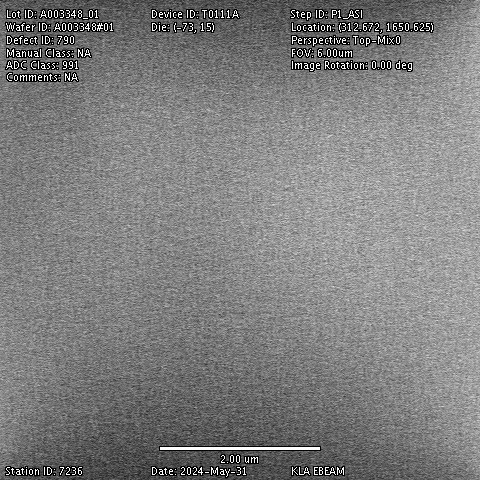 Lot ID: A003348_01
Wafer ID: A003348#01
Defect ID: 790
Manual Class: NA
ADC Class: 991
Comments: NA
Device ID: T0111A
Die: (-73, 15)
Step ID: P1_ASI
Location: (312.672, 1650.625)
Perspective: Top-Mix0
FOV: 6.00um
Image Rotation: 0.00 deg
2.00 um
Station ID: 7236
Date: 2024-May-31
KLA EBEAM